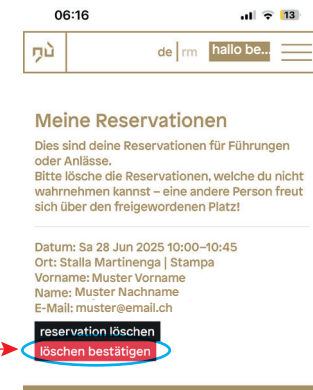 06:16
13
nù
de | rm hallo be...
Meine Reservationen
Dies sind deine Reservationen für Führungen
oder Anlässe.
Bitte lösche die Reservationen, welche du nicht
wahrnehmen kannst – eine andere Person freut
sich über den freigewordenen Platz!
Datum: Sa 28 Jun 2025 10:00–10:45
Ort: Stalla Martinenga | Stampa
Vorname: Muster Vorname
Name: Muster Nachname
E-Mail: muster@email.ch
reservation löschen
löschen bestätigen